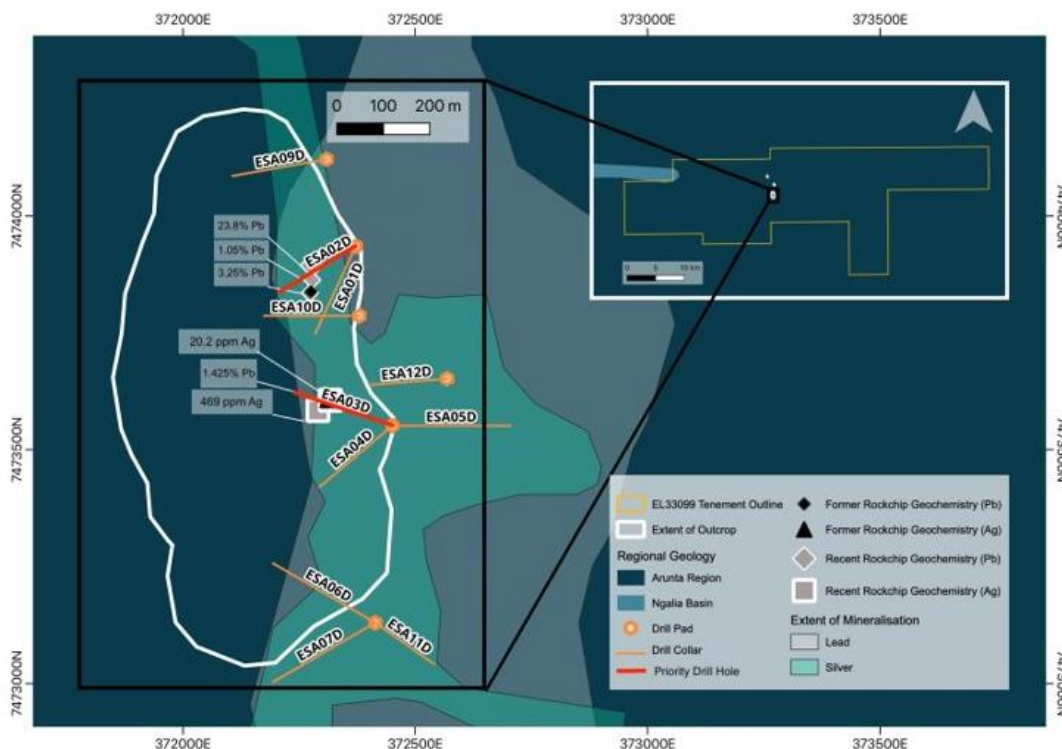 372000E
372500E
373000E
373500E
0 100 200 m
ESA09D
23.8% Pb
ESA02D
1.05% Pb
3.25% Pb
ESA01D
ESA10D
20.2 ppm Ag
1.425% Pb
469 ppm Ag
ESA12D
ESA03D
ESA05D
ESA04D
ESA06D
ESA07D
ESA11D
7474000N
7473500N
7473000N
0 5 10 km
7474000N
7473500N
7473000N
EL33099 Tenement Outline
Extent of Outcrop
Regional Geology
Arunta Region
Ngalia Basin
Drill Pad
Drill Collar
Priority Drill Hole
Former Rockchip Geochemistry (Pb)
Former Rockchip Geochemistry (Ag)
Recent Rockchip Geochemistry (Pb)
Recent Rockchip Geochemistry (Ag)
Extent of Mineralisation
Lead
Silver
372000E
372500E
373000E
373500E